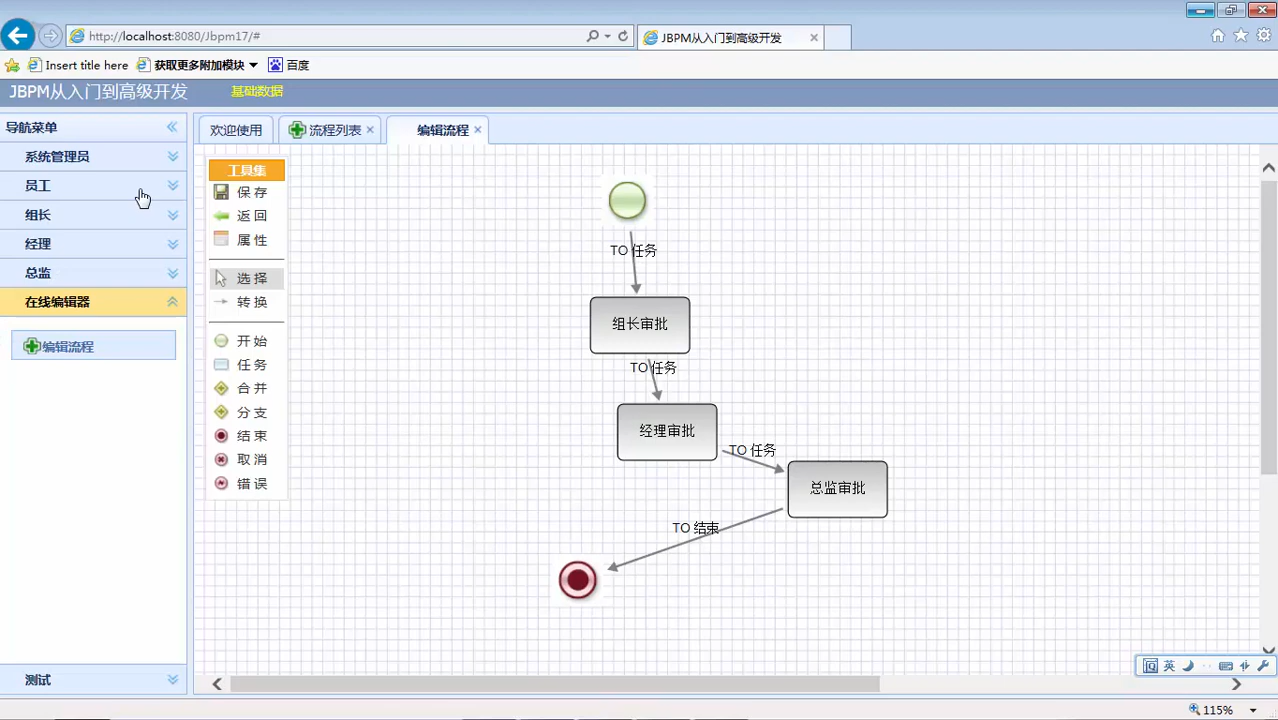 http://localhost:8080/Jbpm17/#
JBPM从入门到高级开发
Insert title here
获取更多附加模块
百度
JBPM从入门到高级开发
基础数据
导航菜单
系统管理员
员工
组长
经理
总监
在线编辑器
编辑流程
测试
欢迎使用
流程列表
编辑流程
工具集
保存
返回
属性
选择
转换
开始
任务
合并
分支
结束
取消
错误
TO 任务
组长审批
TO 任务
经理审批
TO 任务
总监审批
TO 结束
英
115%